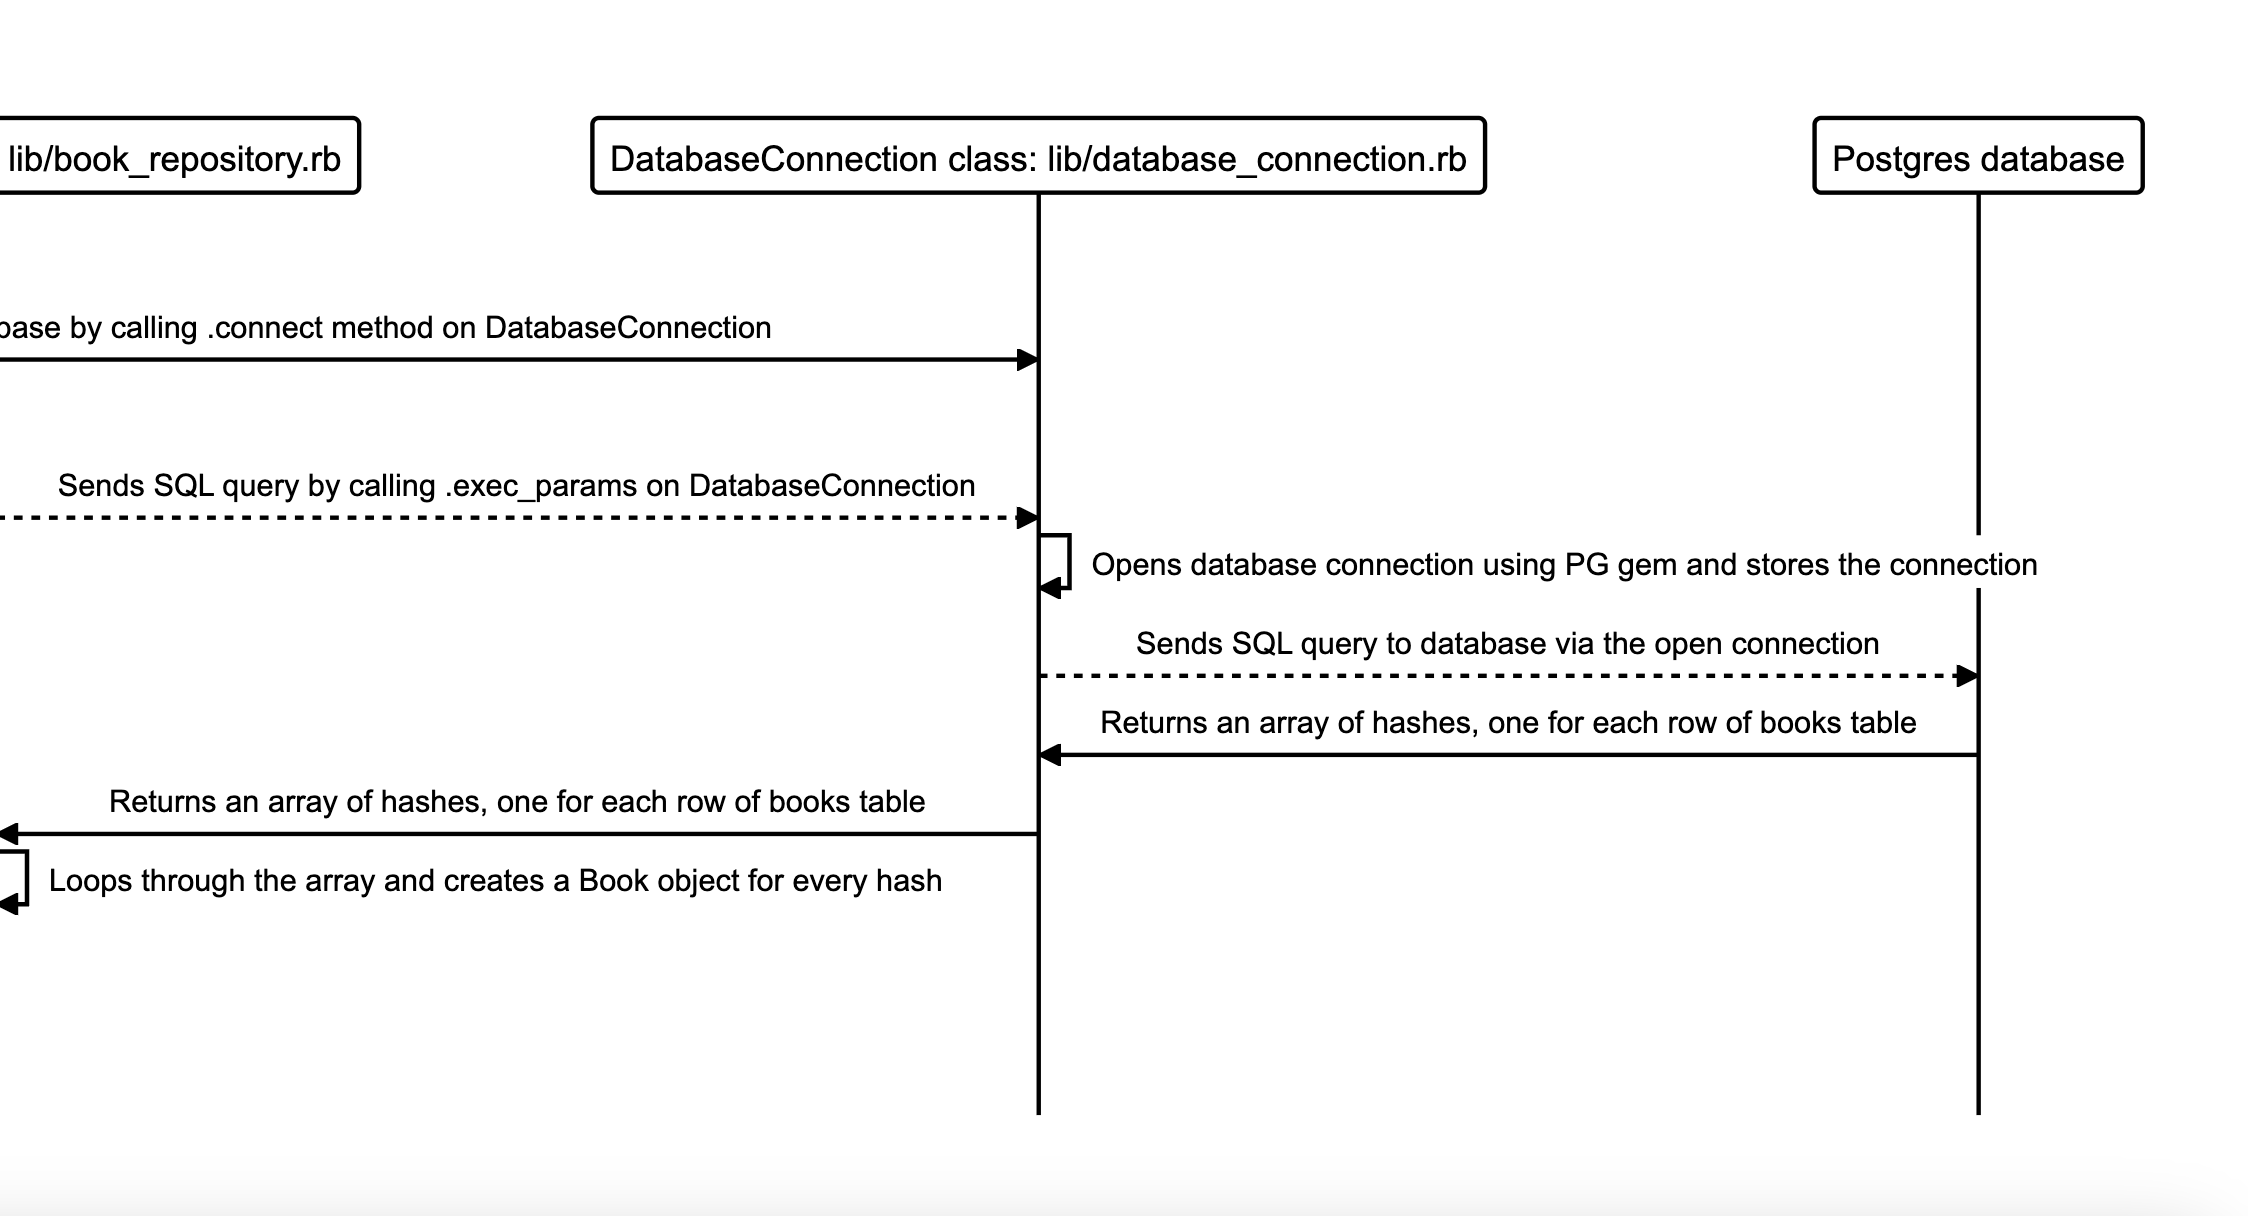 lib/book_repository.rb
DatabaseConnection class: lib/database_connection.rb
Postgres database
by calling .connect method on DatabaseConnection
Sends SQL query by calling .exec_params on DatabaseConnection
Opens database connection using PG gem and stores the connection
Sends SQL query to database via the open connection
Returns an array of hashes, one for each row of books table
Returns an array of hashes, one for each row of books table
Loops through the array and creates a Book object for every hash